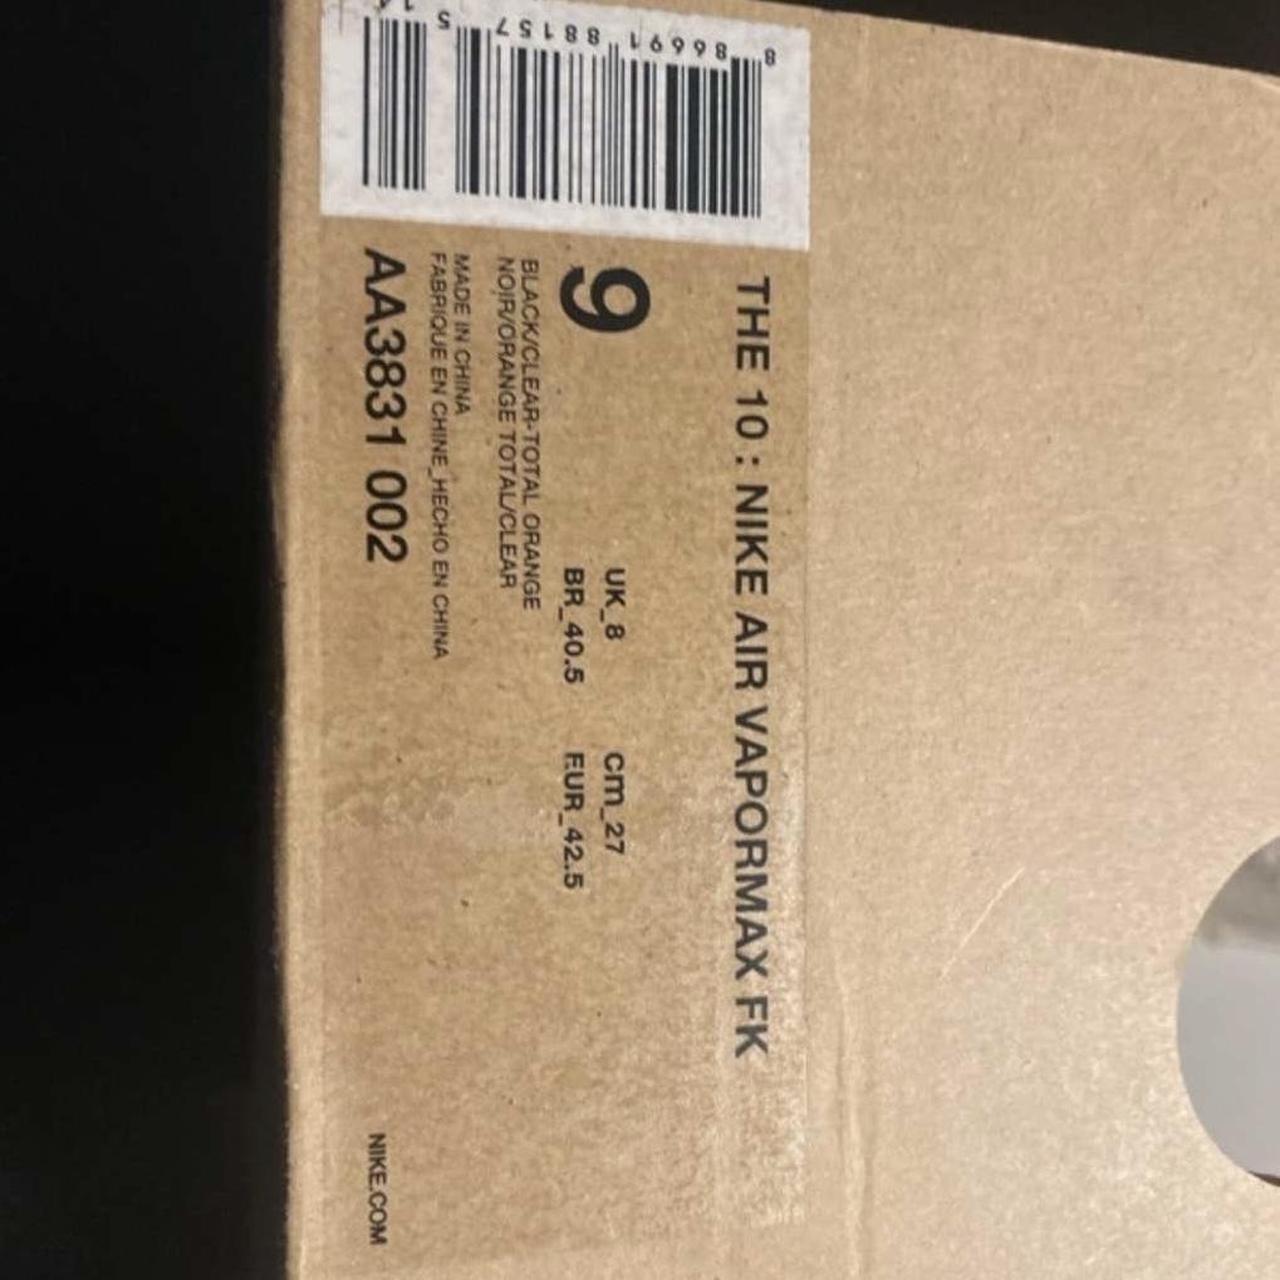 THE 10 : NIKE AIR VAPORMAX FK
9
UK_8 cm_27
BR_40.5 EUR_42.5
BLACK/CLEAR-TOTAL ORANGE
NOIR/ORANGE TOTAL/CLEAR
MADE IN CHINA
FABRIQUE EN CHINE_HECHO EN CHINA
AA3831 002
NIKE.COM
8 86691 88157 5